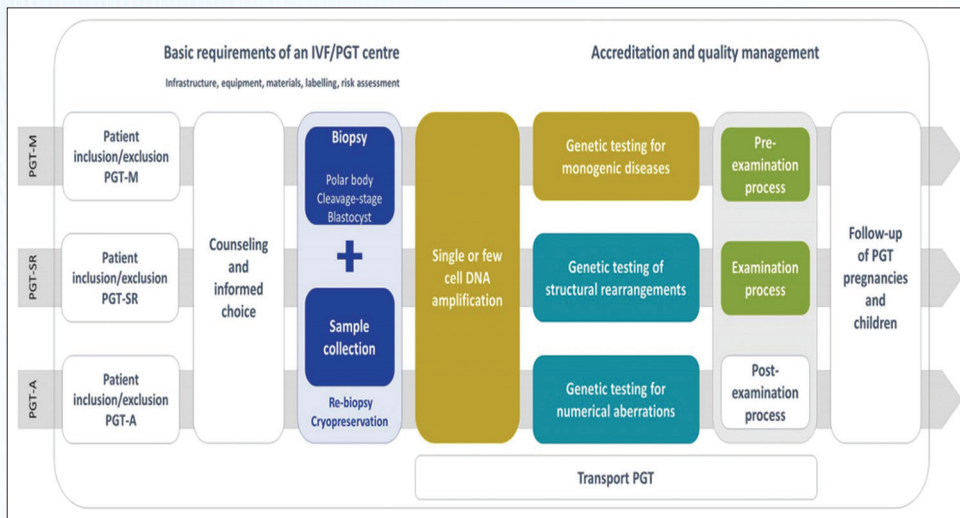 Basic requirements of an IVF/PGT centre
Infrastructure, equipment, materials, labelling, risk assessment
Accreditation and quality management
PGT-M
Patient
inclusion/exclusion
PGT-M
PGT-SR
Patient
inclusion/exclusion
PGT-SR
PGT-A
Patient
inclusion/exclusion
PGT-A
Counseling
and
informed
choice
Biopsy
Polar body
Cleavage-stage
Blastocyst
+
Sample
collection
Re-biopsy
Cryopreservation
Single or few
cell DNA
amplification
Genetic testing for
monogenic diseases
Genetic testing of
structural rearrangements
Genetic testing for
numerical aberrations
Pre-
examination
process
Examination
process
Post-
examination
process
Follow-up
of PGT
pregnancies
and
children
Transport PGT